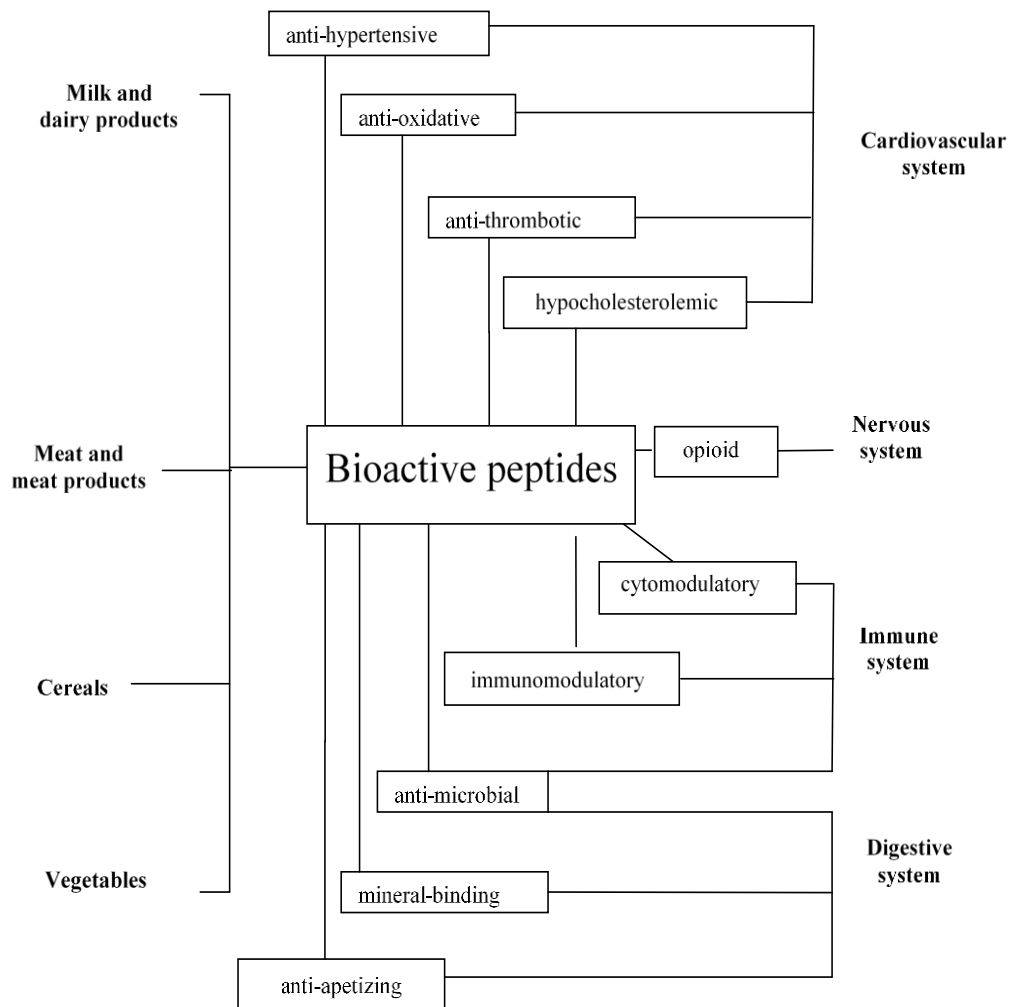 anti-hypertensive
Milk and
dairy products
anti-oxidative
Cardiovascular
system
anti-thrombotic
hypocholesterolemic
Meat and
meat products
Bioactive peptides
opioid
Nervous
system
cytomodulatory
Immune
system
immunomodulatory
Cereals
anti-microbial
Vegetables
mineral-binding
Digestive
system
anti-apetizing